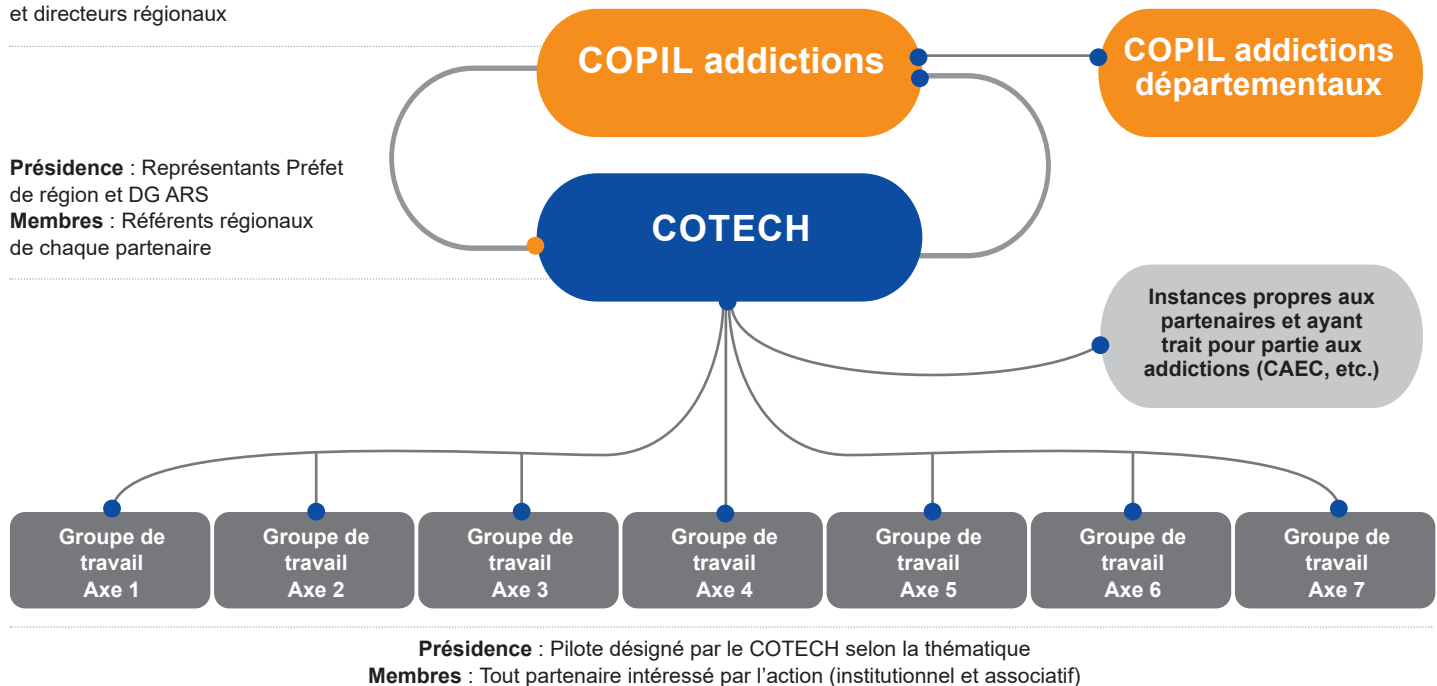 et directeurs régionaux
COPIL addictions
COPIL addictions
départementaux
Présidence : Représentants Préfet
de région et DG ARS
Membres : Référents régionaux
de chaque partenaire
COTECH
Instances propres aux
partenaires et ayant
trait pour partie aux
addictions (CAEC, etc.)
Groupe de
travail
Axe 1
Groupe de
travail
Axe 2
Groupe de
travail
Axe 3
Groupe de
travail
Axe 4
Groupe de
travail
Axe 5
Groupe de
travail
Axe 6
Groupe de
travail
Axe 7
Présidence : Pilote désigné par le COTECH selon la thématique
Membres : Tout partenaire intéressé par l’action (institutionnel et associatif)